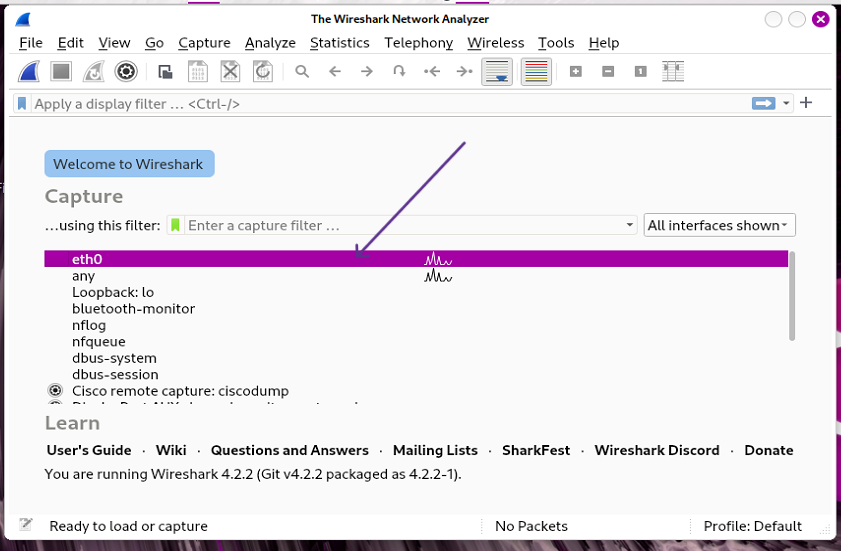 The Wireshark Network Analyzer
File Edit View Go Capture Analyze Statistics Telephony Wireless Tools Help
Apply a display filter … <Ctrl-/>
Welcome to Wireshark
Capture
…using this filter: Enter a capture filter … All interfaces shown
eth0
any
Loopback: lo
bluetooth-monitor
nflog
nfqueue
dbus-system
dbus-session
Cisco remote capture: ciscodump
Learn
User's Guide · Wiki · Questions and Answers · Mailing Lists · SharkFest · Wireshark Discord · Donate
You are running Wireshark 4.2.2 (Git v4.2.2 packaged as 4.2.2-1).
Ready to load or capture No Packets Profile: Default